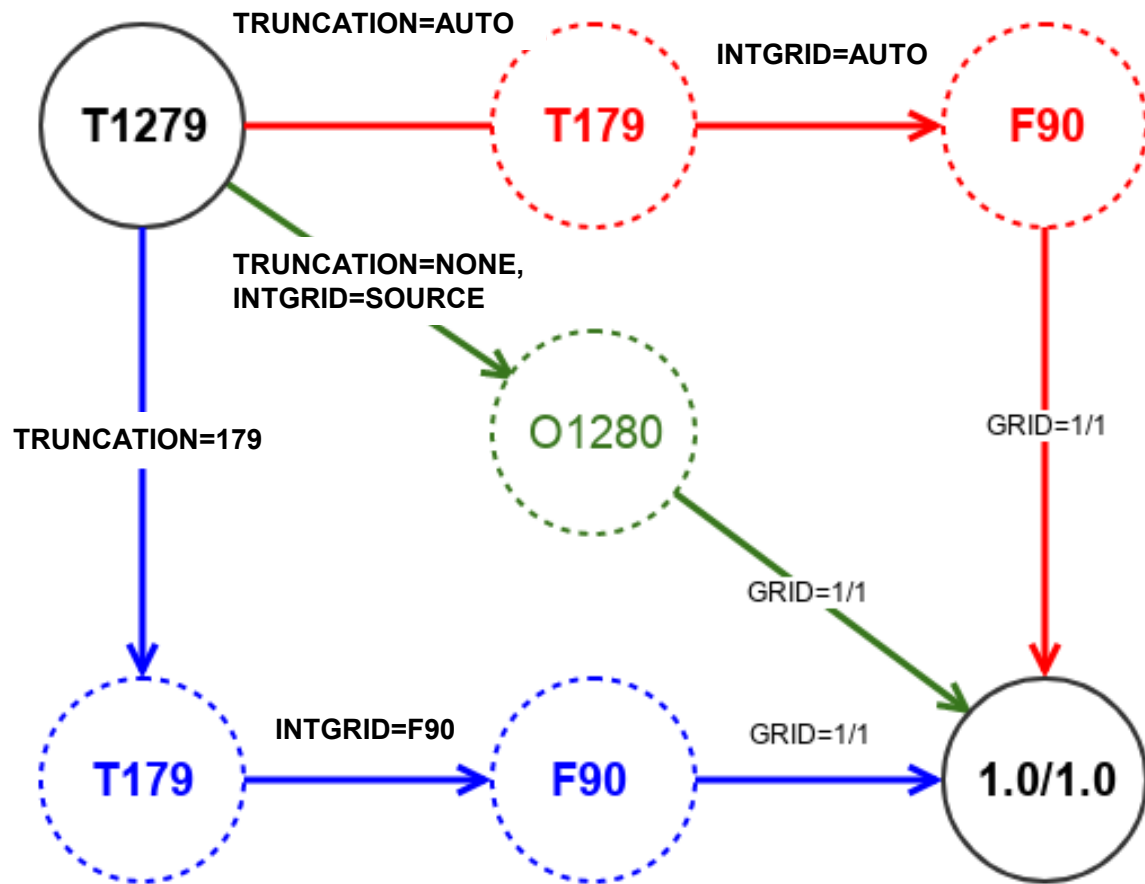 TRUNCATION=AUTO
INTGRID=AUTO
T1279
T179
F90
TRUNCATION=NONE,
INTGRID=SOURCE
O1280
TRUNCATION=179
GRID=1/1
GRID=1/1
INTGRID=F90
GRID=1/1
T179
F90
1.0/1.0